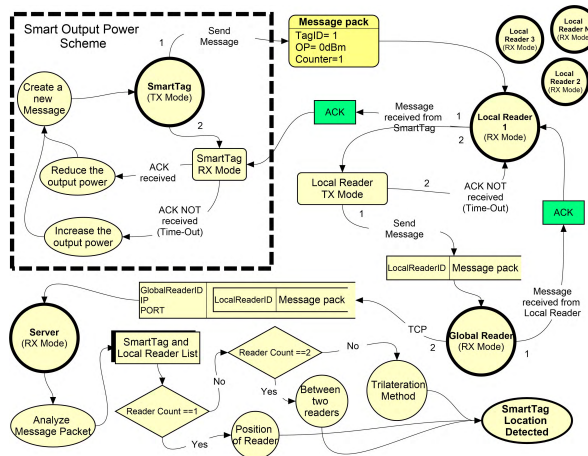 Smart Output Power
Scheme
1
Send
Message
Message pack
TagID= 1
OP= 0dBm
Counter=1
Local
Reader 3
(RX Mode)
Local
Reader N
(RX Mode)
Local
Reader 2
(RX Mode)
Create a
new
Message
SmartTag
(TX Mode)
2
ACK
Message
received from
SmartTag
1
2
Local Reader
1
(RX Mode)
Reduce the
output power
ACK
received
SmartTag
RX Mode
Local Reader
TX Mode
2
ACK NOT
received
(Time-Out)
1
ACK NOT
received
(Time-Out)
Increase the
output power
Send
Message
ACK
LocalReaderID
Message pack
Message
received from
Local Reader
GlobalReaderID
IP
PORT
LocalReaderID
Message pack
TCP
2
Global Reader
(RX Mode)
1
Server
(RX Mode)
SmartTag and
Local Reader List
Reader Count ==2
No
Trilateration
Method
No
Yes
Between
two
readers
Analyze
Message Packet
Reader Count ==1
Yes
Position
of Reader
SmartTag
Location
Detected